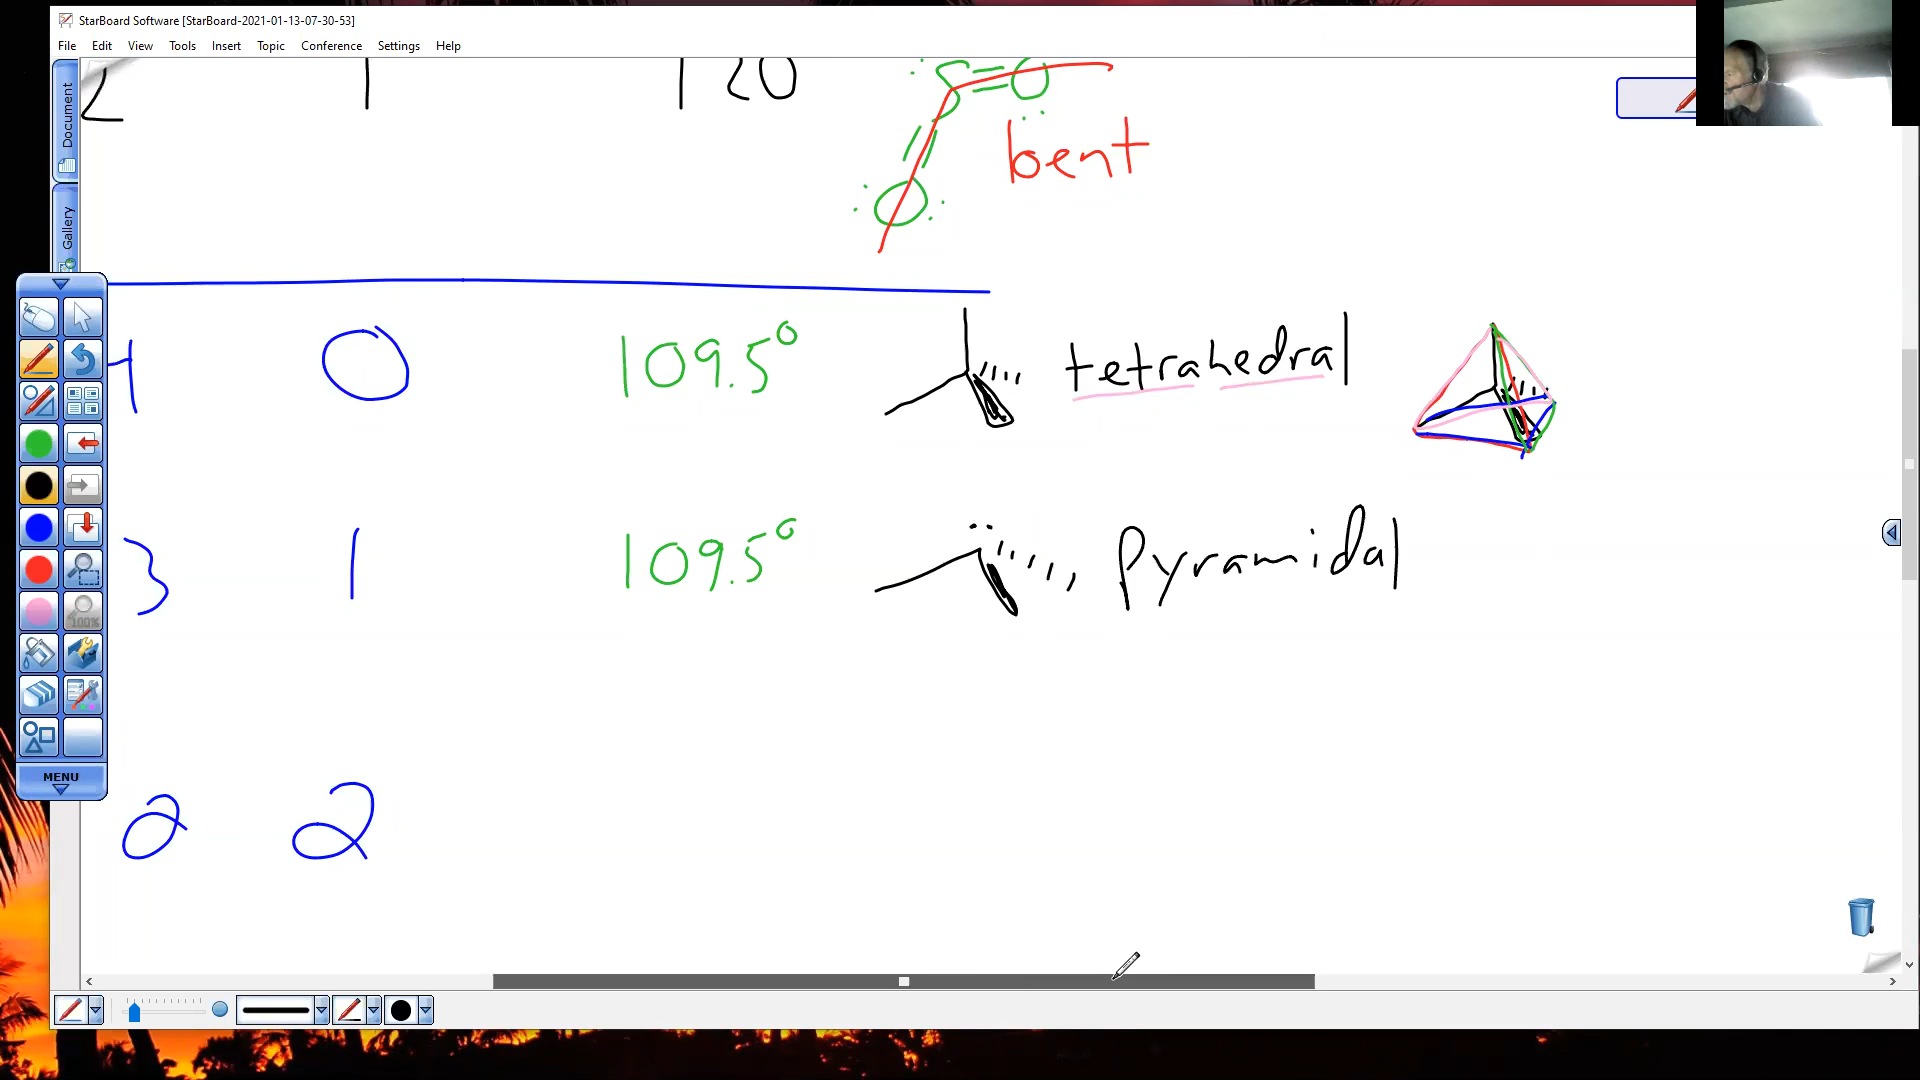 StarBoard Software [StarBoard-2021-01-13-07-30-53]
File Edit View Tools Insert Topic Conference Settings Help
Document
Gallery
2 1 120 :S=O
O
bent
4 0 109.5° tetrahedral
3 1 109.5° pyramidal
2 2
100%
MENU